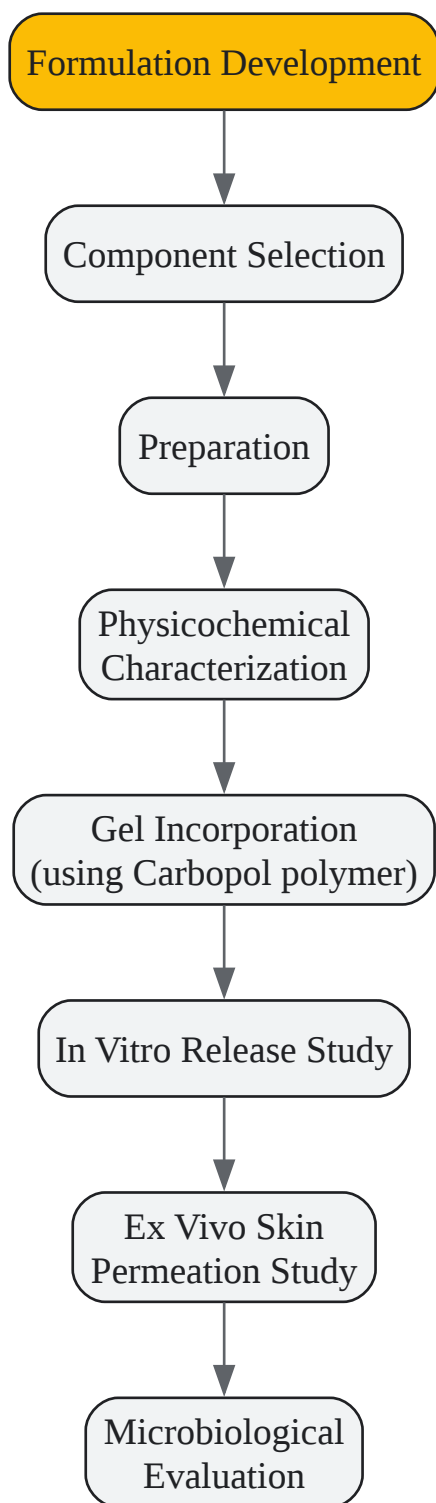 Formulation Development
Component Selection
Preparation
Physicochemical
Characterization
Gel Incorporation
(using Carbopol polymer)
In Vitro Release Study
Ex Vivo Skin
Permeation Study
Microbiological
Evaluation